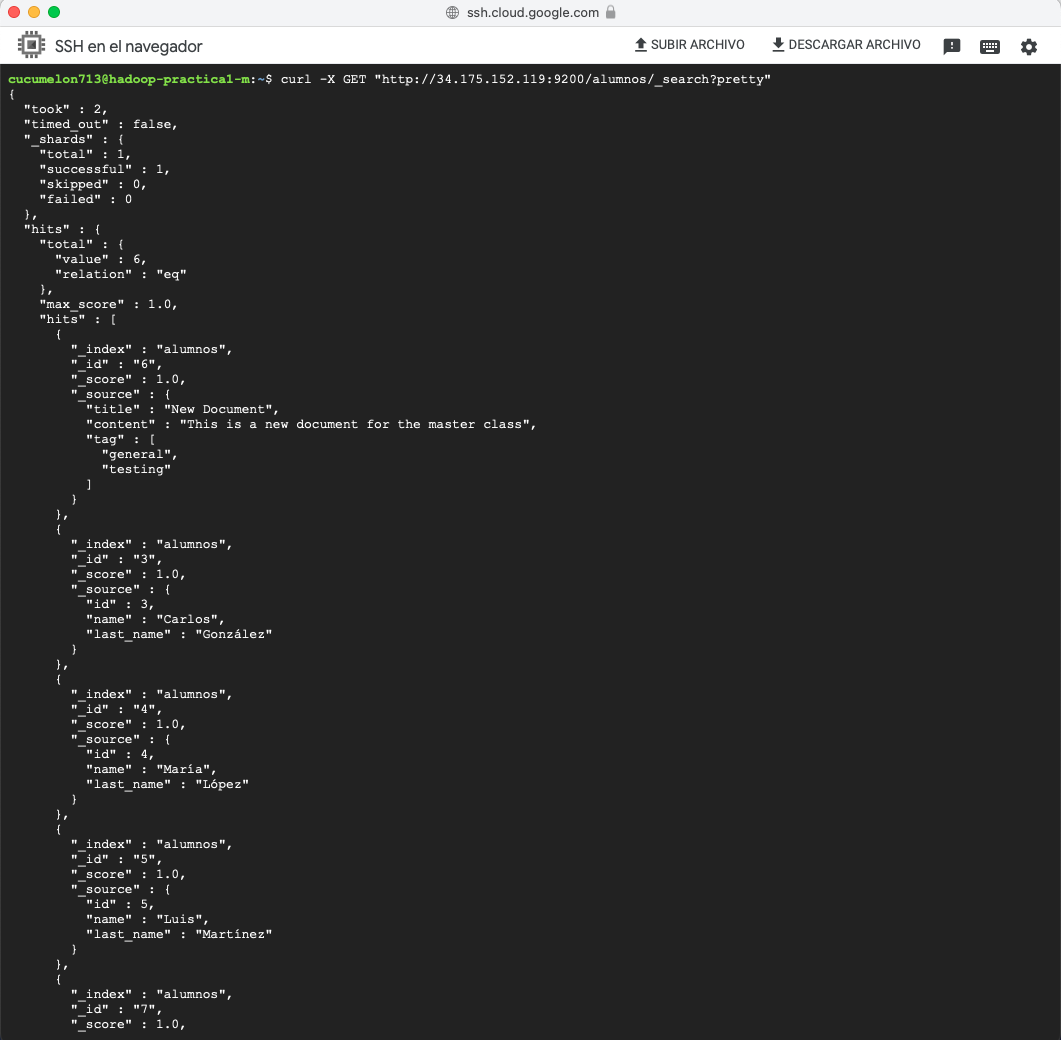 ssh.cloud.google.com
SSH en el navegador
SUBIR ARCHIVO
DESCARGAR ARCHIVO
cucumelon713@hadoop-practica1-m:~$ curl -X GET "http://34.175.152.119:9200/alumnos/_search?pretty"
{
  "took" : 2,
  "timed_out" : false,
  "_shards" : {
    "total" : 1,
    "successful" : 1,
    "skipped" : 0,
    "failed" : 0
  },
  "hits" : {
    "total" : {
      "value" : 6,
      "relation" : "eq"
    },
    "max_score" : 1.0,
    "hits" : [
      {
        "_index" : "alumnos",
        "_id" : "6",
        "_score" : 1.0,
        "_source" : {
          "title" : "New Document",
          "content" : "This is a new document for the master class",
          "tag" : [
            "general",
            "testing"
          ]
        }
      },
      {
        "_index" : "alumnos",
        "_id" : "3",
        "_score" : 1.0,
        "_source" : {
          "id" : 3,
          "name" : "Carlos",
          "last_name" : "González"
        }
      },
      {
        "_index" : "alumnos",
        "_id" : "4",
        "_score" : 1.0,
        "_source" : {
          "id" : 4,
          "name" : "María",
          "last_name" : "López"
        }
      },
      {
        "_index" : "alumnos",
        "_id" : "5",
        "_score" : 1.0,
        "_source" : {
          "id" : 5,
          "name" : "Luis",
          "last_name" : "Martínez"
        }
      },
      {
        "_index" : "alumnos",
        "_id" : "7",
        "_score" : 1.0,